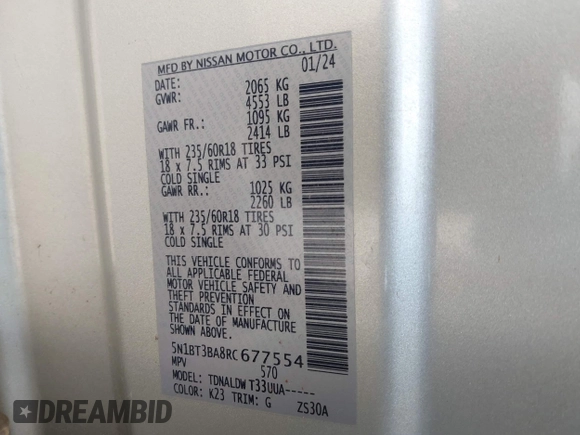 MFD BY NISSAN MOTOR CO., LTD.
DATE: 01/24
GVWR: 2065 KG
4553 LB
GAWR FR.: 1095 KG
2414 LB
WITH 235/60R18 TIRES
18 x 7.5 RIMS AT 33 PSI
COLD SINGLE
GAWR RR.: 1025 KG
2260 LB
WITH 235/60R18 TIRES
18 x 7.5 RIMS AT 30 PSI
COLD SINGLE
THIS VEHICLE CONFORMS TO
ALL APPLICABLE FEDERAL
MOTOR VEHICLE SAFETY AND
THEFT PREVENTION
STANDARDS IN EFFECT ON
THE DATE OF MANUFACTURE
SHOWN ABOVE.
5N1BT3BA8RC677554
MPV 570
MODEL: TDNALDW T33UUA-----
COLOR: K23 TRIM: G ZS30A
DREAMBID